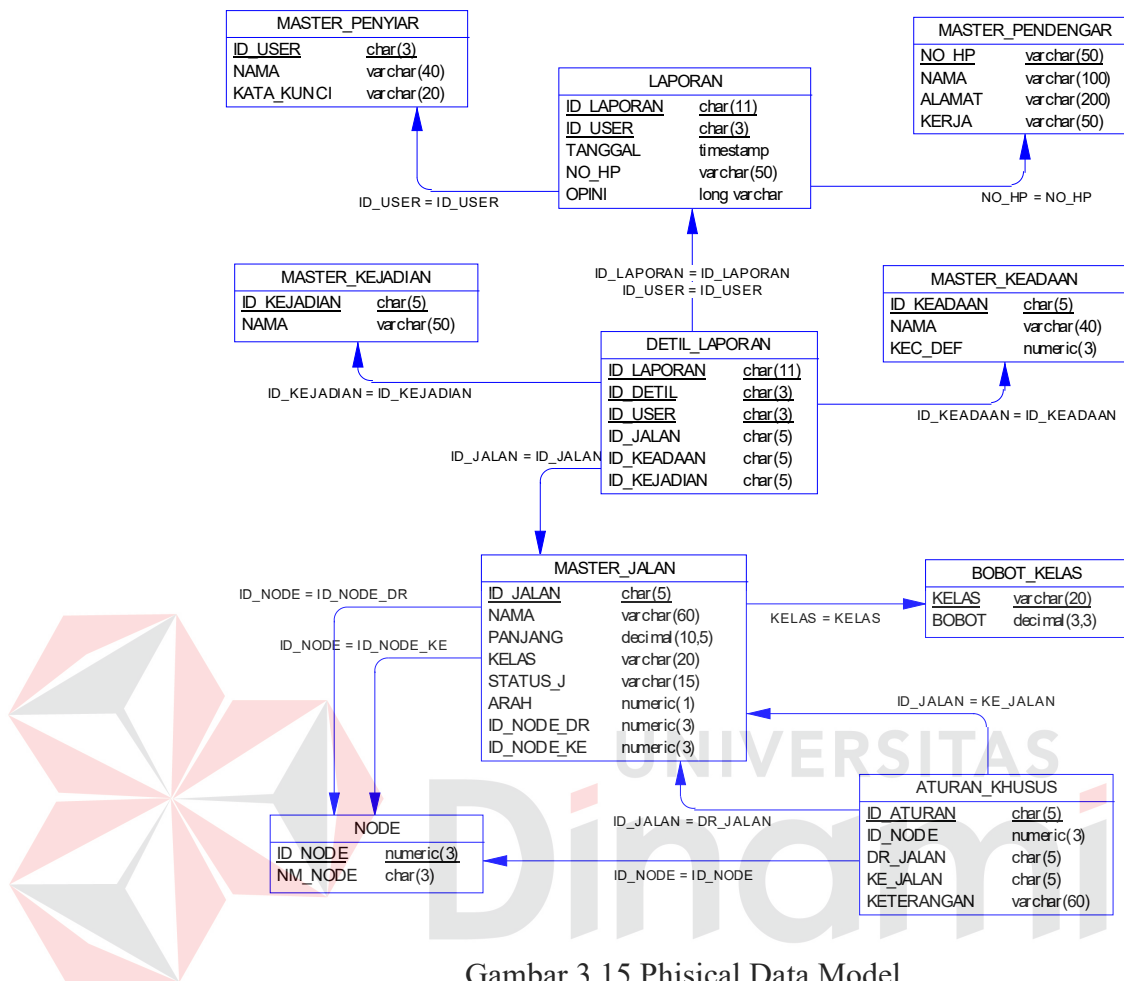 MASTER_PENYIAR
ID_USER char(3)
NAMA varchar(40)
KATA_KUNCI varchar(20)
MASTER_PENDENGAR
NO_HP varchar(50)
NAMA varchar(100)
ALAMAT varchar(200)
KERJA varchar(50)
LAPORAN
ID_LAPORAN char(11)
ID_USER char(3)
TANGGAL timestamp
NO_HP varchar(50)
OPINI long varchar
ID_USER = ID_USER
NO_HP = NO_HP
ID_LAPORAN = ID_LAPORAN
ID_USER = ID_USER
MASTER_KEJADIAN
ID_KEJADIAN char(5)
NAMA varchar(50)
MASTER_KEADAAN
ID_KEADAAN char(5)
NAMA varchar(40)
KEC_DEF numeric(3)
DETIL_LAPORAN
ID_LAPORAN char(11)
ID_DETIL char(3)
ID_USER char(3)
ID_JALAN char(5)
ID_KEADAAN char(5)
ID_KEJADIAN char(5)
ID_KEJADIAN = ID_KEJADIAN
ID_KEADAAN = ID_KEADAAN
ID_JALAN = ID_JALAN
MASTER_JALAN
ID_JALAN char(5)
NAMA varchar(60)
PANJANG decimal(10,5)
KELAS varchar(20)
STATUS_J varchar(15)
ARAH numeric(1)
ID_NODE_DR numeric(3)
ID_NODE_KE numeric(3)
BOBOT_KELAS
KELAS varchar(20)
BOBOT decimal(3,3)
KELAS = KELAS
ID_NODE = ID_NODE_DR
ID_NODE = ID_NODE_KE
ID_JALAN = KE_JALAN
UNIVERSITAS
Dinami
ATURAN_KHUSUS
ID_ATURAN char(5)
ID_NODE numeric(3)
DR_JALAN char(5)
KE_JALAN char(5)
KETERANGAN varchar(60)
ID_JALAN = DR_JALAN
NODE
ID_NODE numeric(3)
NM_NODE char(3)
ID_NODE = ID_NODE
Gambar 3.15 Phisical Data Model